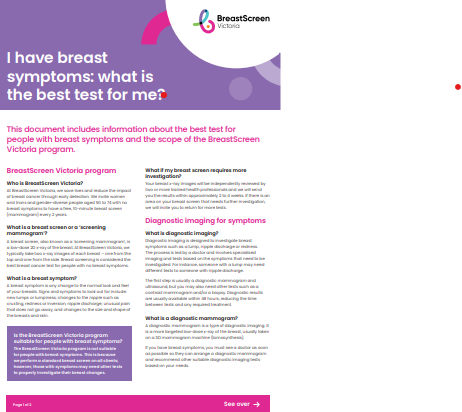 BreastScreen
Victoria
I have breast
symptoms: what is
the best test for me?
This document includes information about the best test for
people with breast symptoms and the scope of the BreastScreen
Victoria program.
BreastScreen Victoria program
Who is BreastScreen Victoria?
At BreastScreen Victoria, we save lives and reduce the impact
of breast cancer through early detection. We invite women
and trans and gender-diverse people aged 50 to 74 with no
breast symptoms to have a free, 10-minute breast screen
(mammogram) every 2 years.
What is a breast screen or a 'screening
mammogram'?
A breast screen, also known as a 'screening mammogram', is
a low-dose 2D x-ray of the breast. At BreastScreen Victoria, we
typically take two x-ray images of each breast – one from the
top and one from the side. Breast screening is considered the
best breast cancer test for people with no breast symptoms.
What is a breast symptom?
A breast symptom is any change to the normal look and feel
of your breasts. Signs and symptoms to look out for include
new lumps or lumpiness, changes to the nipple such as
crusting, redness or inversion, nipple discharge, unusual pain
that does not go away, and changes to the size and shape of
the breasts and skin.
Is the BreastScreen Victoria program
suitable for people with symptoms?
The BreastScreen Victoria program is not suitable
for people with breast symptoms. This is because
we perform a standard breast screen on all clients;
however, those with symptoms may need other tests
to properly investigate their breast changes.
What if my breast screen requires more
investigation?
Your breast x-ray images will be independently reviewed by
two or more trained health professionals and we will send
you the results within approximately 2 to 4 weeks. If there is an
area on your breast screen that needs further investigation,
we will invite you to return for more tests.
Diagnostic imaging for symptoms
What is diagnostic imaging?
Diagnostic imaging is designed to investigate breast
symptoms such as a lump, nipple discharge or redness.
The process is led by a doctor and involves specialised
imaging and tests based on the symptoms that need to be
investigated. For instance, someone with a lump may need
different tests to someone with nipple discharge.
The first step is usually a diagnostic mammogram and
ultrasound, but you may also need other tests such as a
contrast mammogram and/or a biopsy. Diagnostic results
are usually available within 48 hours, reducing the time
between tests and any required treatment.
What is a diagnostic mammogram?
A diagnostic mammogram is a type of diagnostic imaging. It
is a more targeted low-dose x-ray of the breast, usually taken
on a 3D mammogram machine (tomosynthesis).
If you have breast symptoms, you must see a doctor as soon
as possible as they can arrange a diagnostic mammogram
and recommend other suitable diagnostic imaging tests
based on your needs.
Page 1 of 3
See over